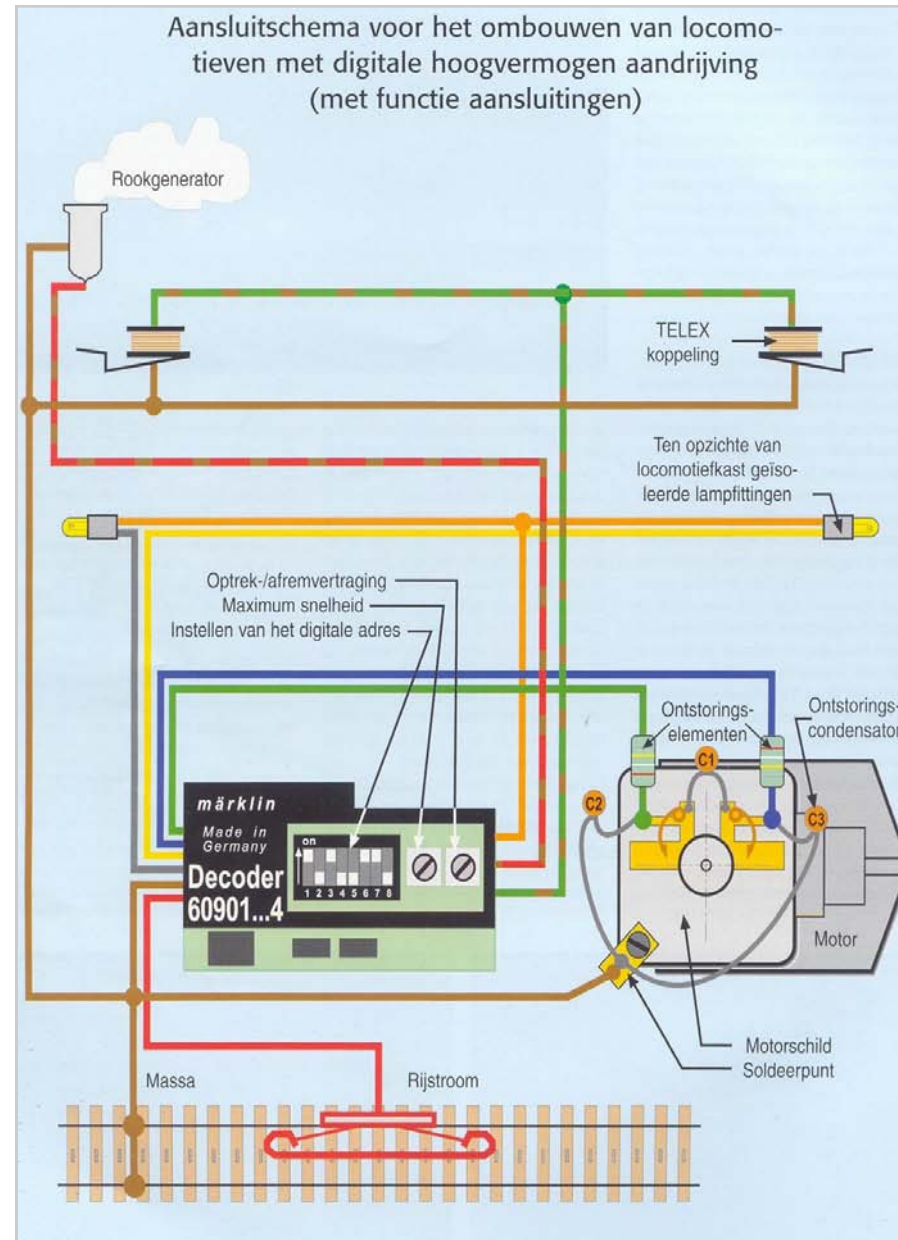 Aansluitschema voor het ombouwen van locomo-
tieven met digitale hoogvermogen aandrijving
(met functie aansluitingen)
Rookgenerator
TELEX
koppeling
Ten opzichte van
locomotiefkast geïso-
leerde lampfittingen
Optrek-/afremvertraging
Maximum snelheid
Instellen van het digitale adres
Ontstorings-
elementen
Ontstorings-
condensator
C1
C2
C3
märklin
Made in
Germany
Decoder
60901...4
on
1 2 3 4 5 6 7 8
Motor
Motorschild
Soldeerpunt
Massa
Rijstroom